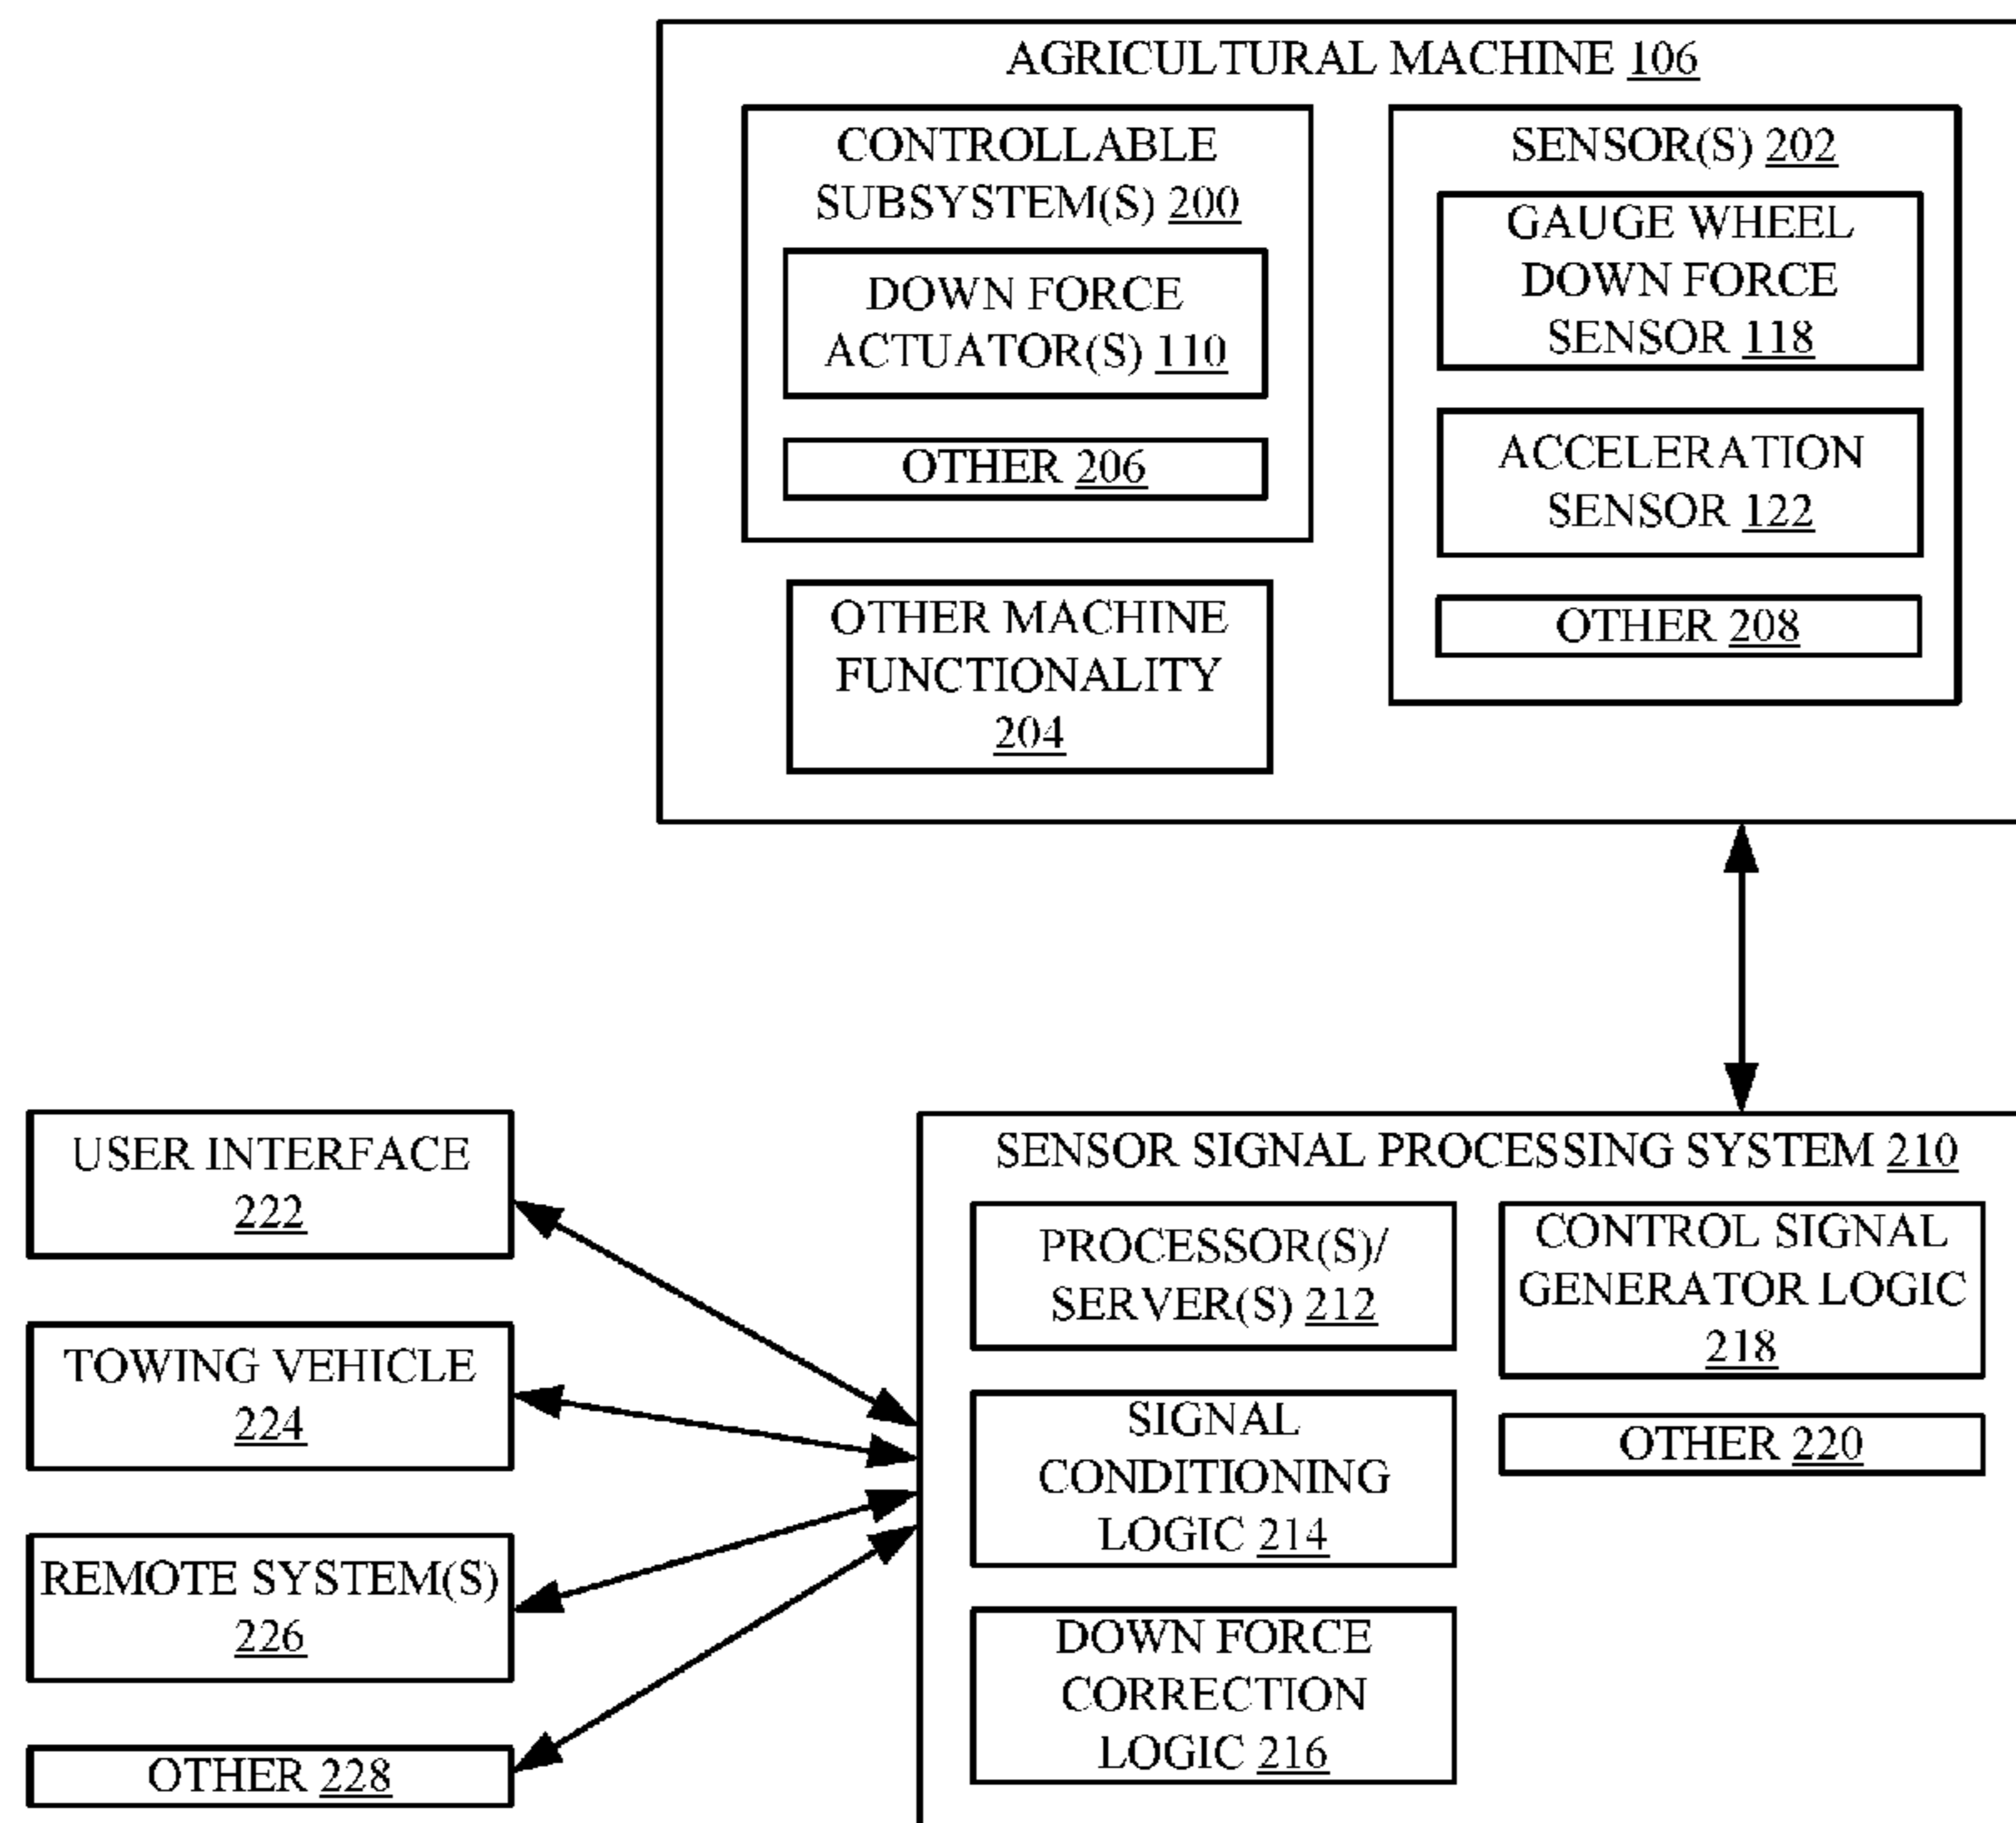 AGRICULTURAL MACHINE 106
CONTROLLABLE
SUBSYSTEM(S) 200
DOWN FORCE
ACTUATOR(S) 110
OTHER 206
OTHER MACHINE
FUNCTIONALITY
204
SENSOR(S) 202
GAUGE WHEEL
DOWN FORCE
SENSOR 118
ACCELERATION
SENSOR 122
OTHER 208
USER INTERFACE
222
TOWING VEHICLE
224
REMOTE SYSTEM(S)
226
OTHER 228
SENSOR SIGNAL PROCESSING SYSTEM 210
PROCESSOR(S)/
SERVER(S) 212
SIGNAL
CONDITIONING
LOGIC 214
DOWN FORCE
CORRECTION
LOGIC 216
CONTROL SIGNAL
GENERATOR LOGIC
218
OTHER 220